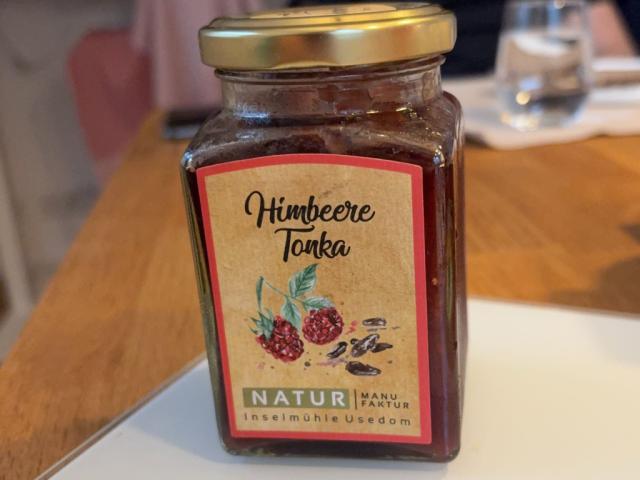 Himbeere
Tonka
NATUR
MANU
FAKTUR
Inselmühle Usedom